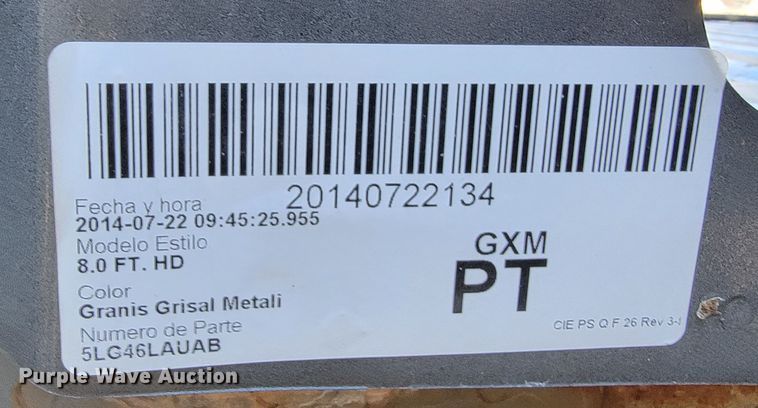 20140722134
Fecha y hora
2014-07-22 09:45:25.955
Modelo Estilo
8.0 FT. HD
GXM
PT
Color
Granis Grisal Metali
Numero de Parte
5LG46LAUAB
CIE PS Q F 26 Rev 3-
Purple Wave Auction